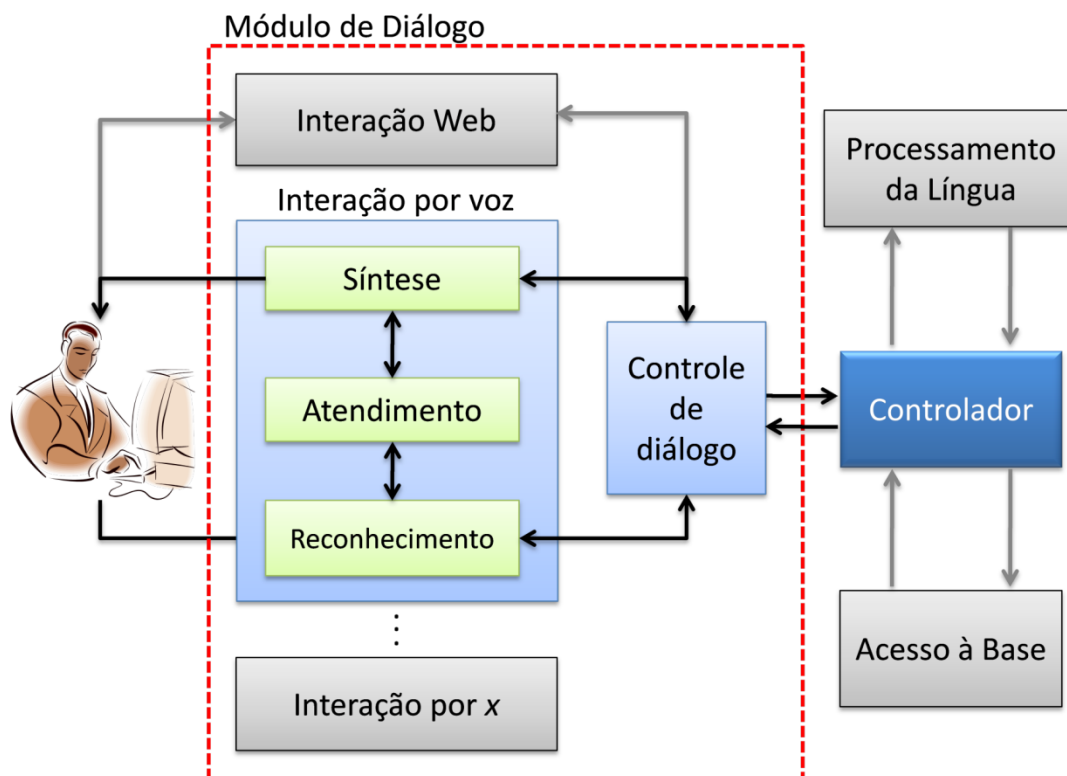 Módulo de Diálogo
Interação Web
Processamento
da Língua
Interação por voz
Síntese
Atendimento
Reconhecimento
Controle
de
diálogo
Controlador
Acesso à Base
Interação por x